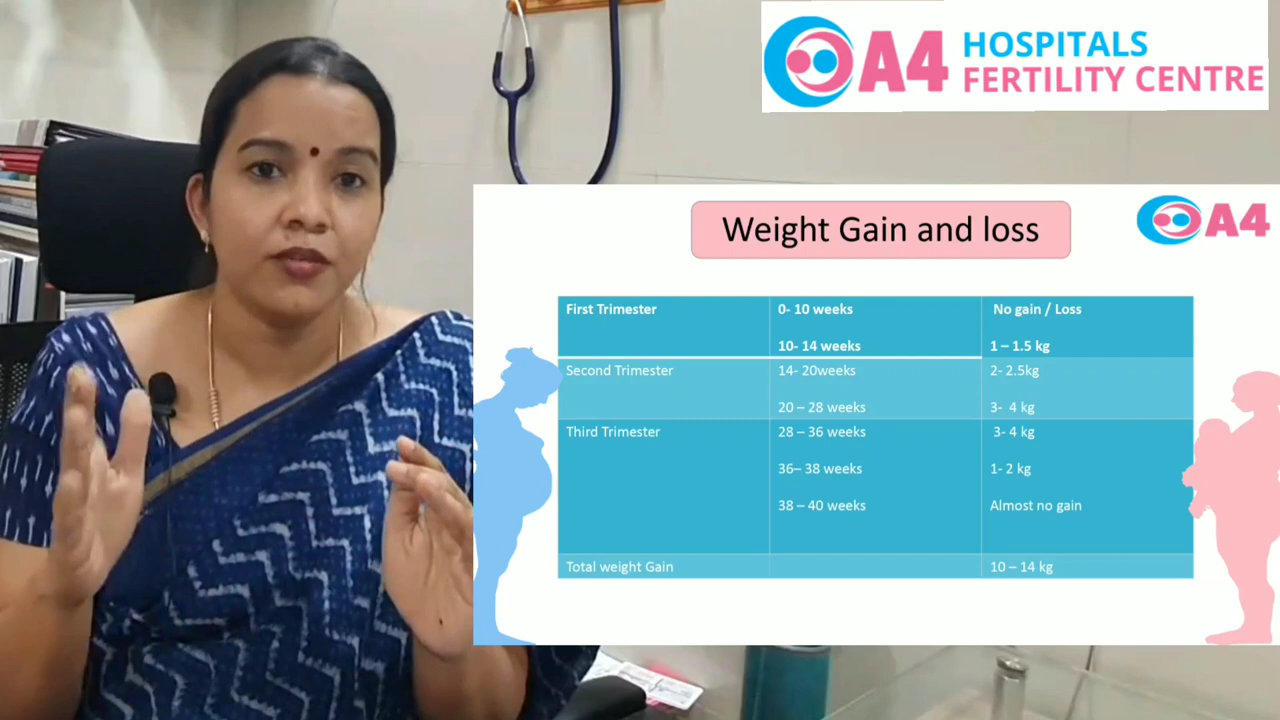 A4 HOSPITALS
FERTILITY CENTRE
Weight Gain and loss
A4
First Trimester 0- 10 weeks No gain / Loss
10- 14 weeks 1 – 1.5 kg
Second Trimester 14- 20weeks 2- 2.5kg
20 – 28 weeks 3- 4 kg
Third Trimester 28 – 36 weeks 3- 4 kg
36– 38 weeks 1- 2 kg
38 – 40 weeks Almost no gain
Total weight Gain 10 – 14 kg